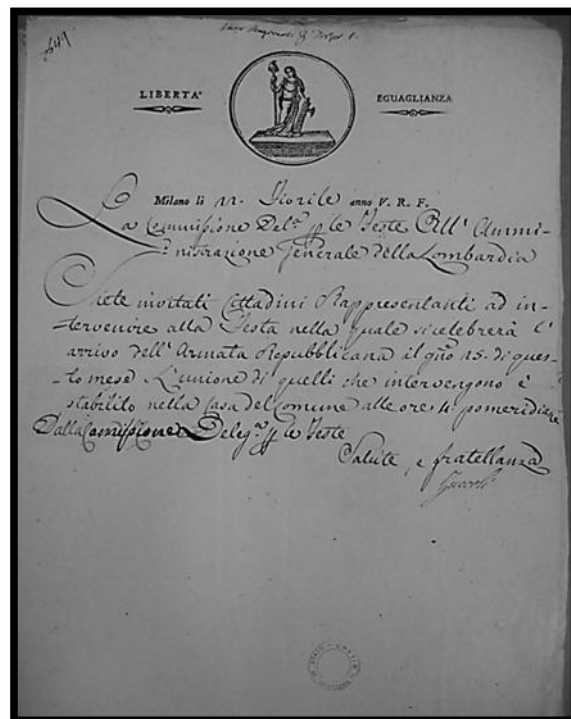 LIBERTA'
EGUAGLIANZA
Milano li Fiorile anno V. R. F.
La Commissione Del.ª ꝑ le Feste All' Ammi-
nistrazione Generale della Lombardia
Siete invitati Cittadini Rappresentanti ad in-
tervenire alla Festa nella quale si celebrerà l'
arrivo dell' Armata Repubblicana il gño 25. di ques-
to mese. L'unione di quelli che intervengono è
stabilito nella Casa del Comune alle ore 4 pomeridiane
Dalla Commissione Deleg.ª ꝑ le Feste
Salute, e fratellanza